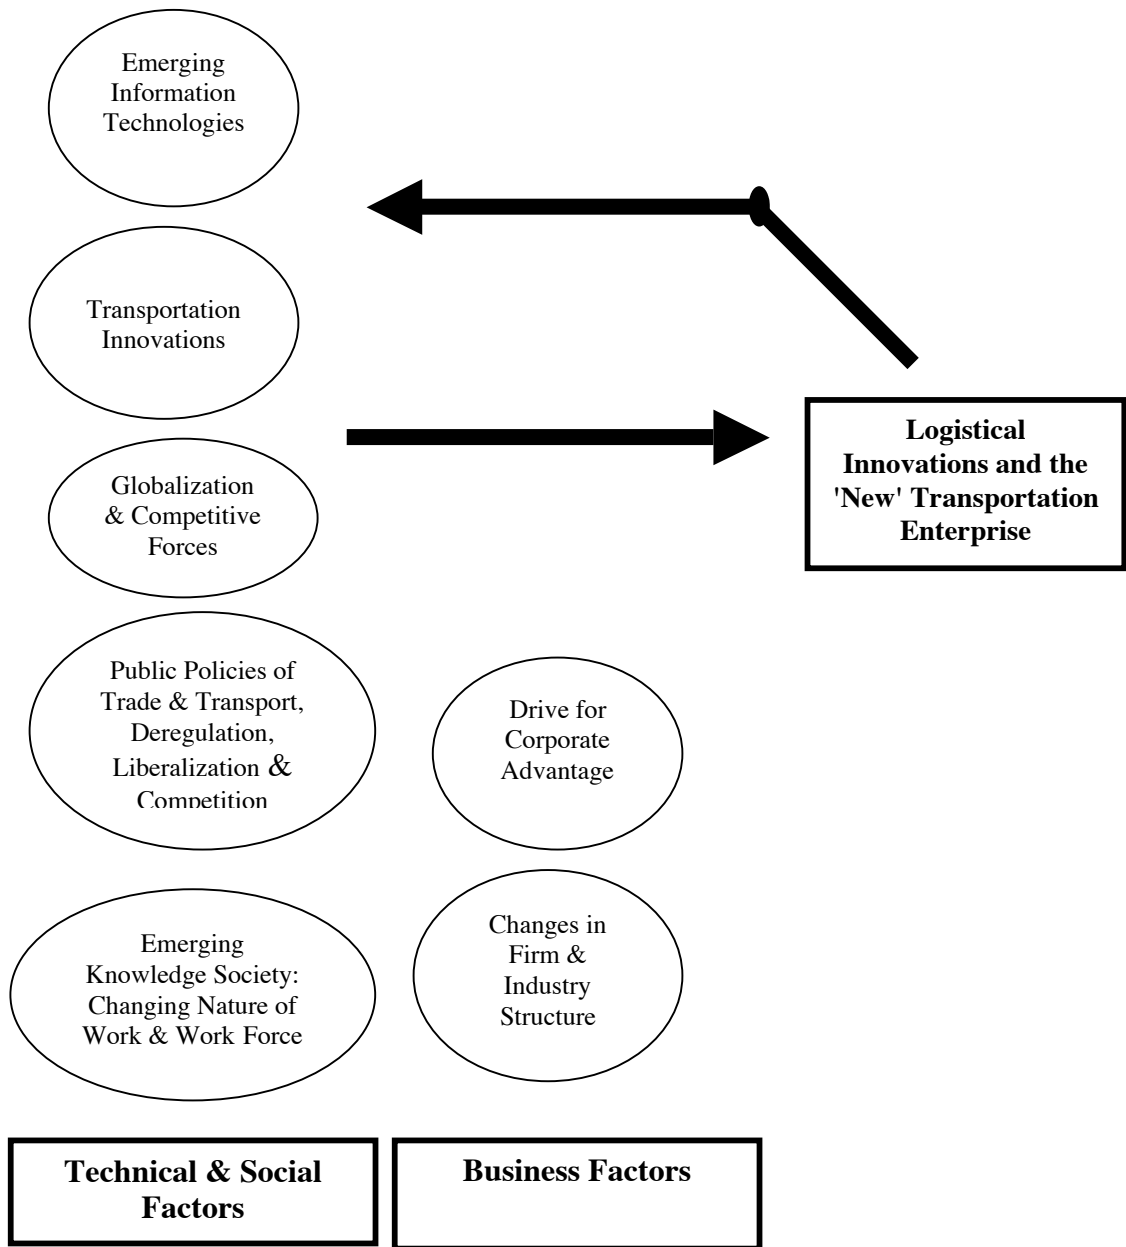 Emerging
Information
Technologies
Transportation
Innovations
Globalization
& Competitive
Forces
Public Policies of
Trade & Transport,
Deregulation,
Liberalization &
Competition
Emerging
Knowledge Society:
Changing Nature of
Work & Work Force
Drive for
Corporate
Advantage
Changes in
Firm &
Industry
Structure
Logistical
Innovations and the
'New' Transportation
Enterprise
Technical & Social
Factors
Business Factors